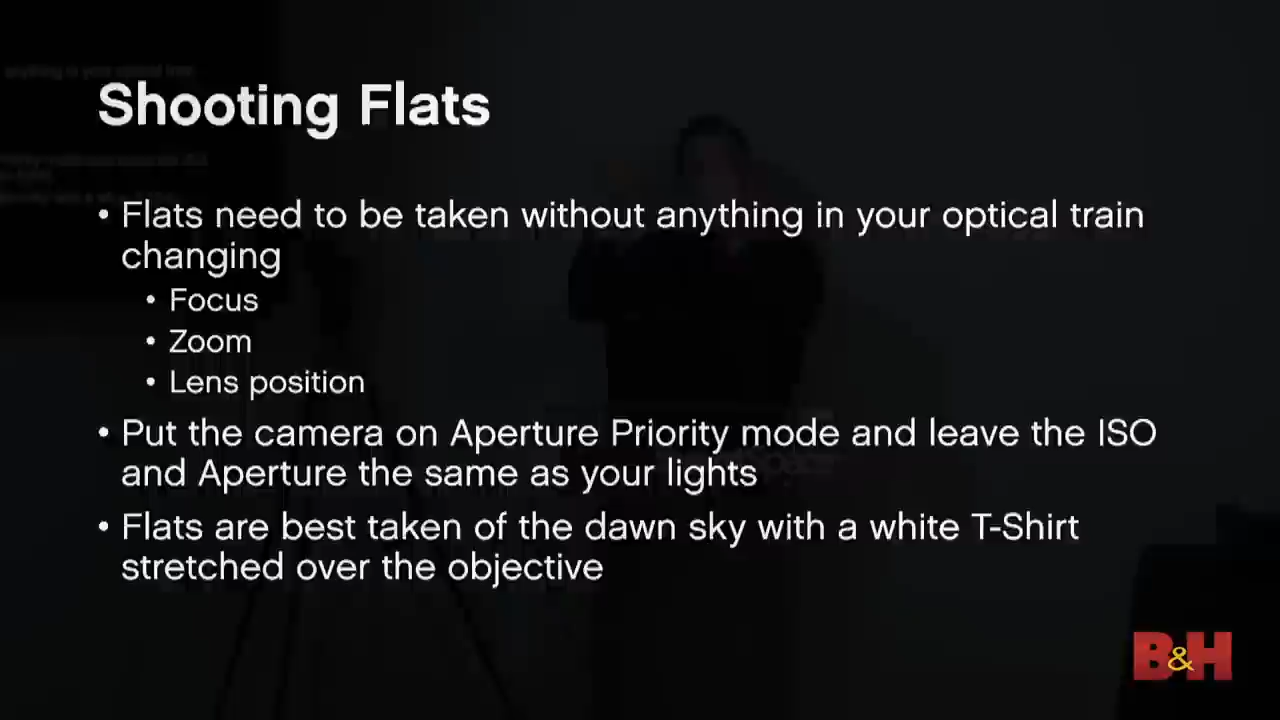 Shooting Flats
• Flats need to be taken without anything in your optical train
changing
• Focus
• Zoom
• Lens position
• Put the camera on Aperture Priority mode and leave the ISO
and Aperture the same as your lights
• Flats are best taken of the dawn sky with a white T-Shirt
stretched over the objective
B&H